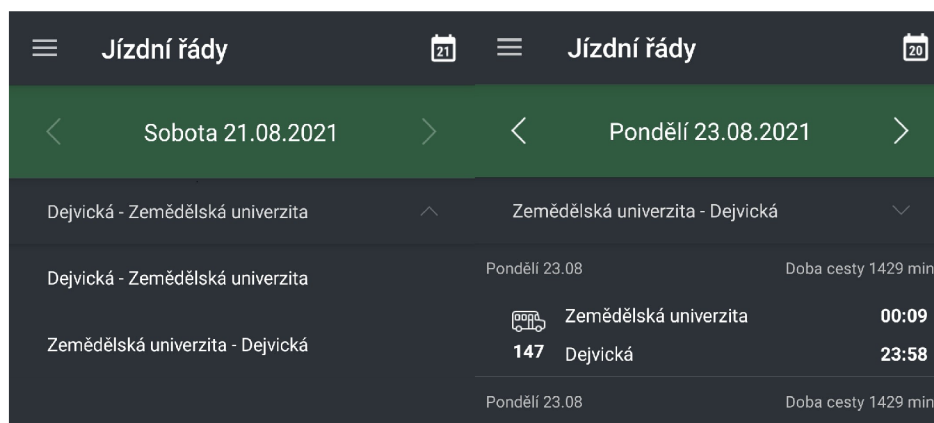 Jízdní řády
21
Sobota 21.08.2021
Dejvická - Zemědělská univerzita
Dejvická - Zemědělská univerzita
Zemědělská univerzita - Dejvická
Jízdní řády
20
Pondělí 23.08.2021
Zemědělská univerzita - Dejvická
Pondělí 23.08 Doba cesty 1429 min
Zemědělská univerzita 00:09
147 Dejvická 23:58
Pondělí 23.08 Doba cesty 1429 min